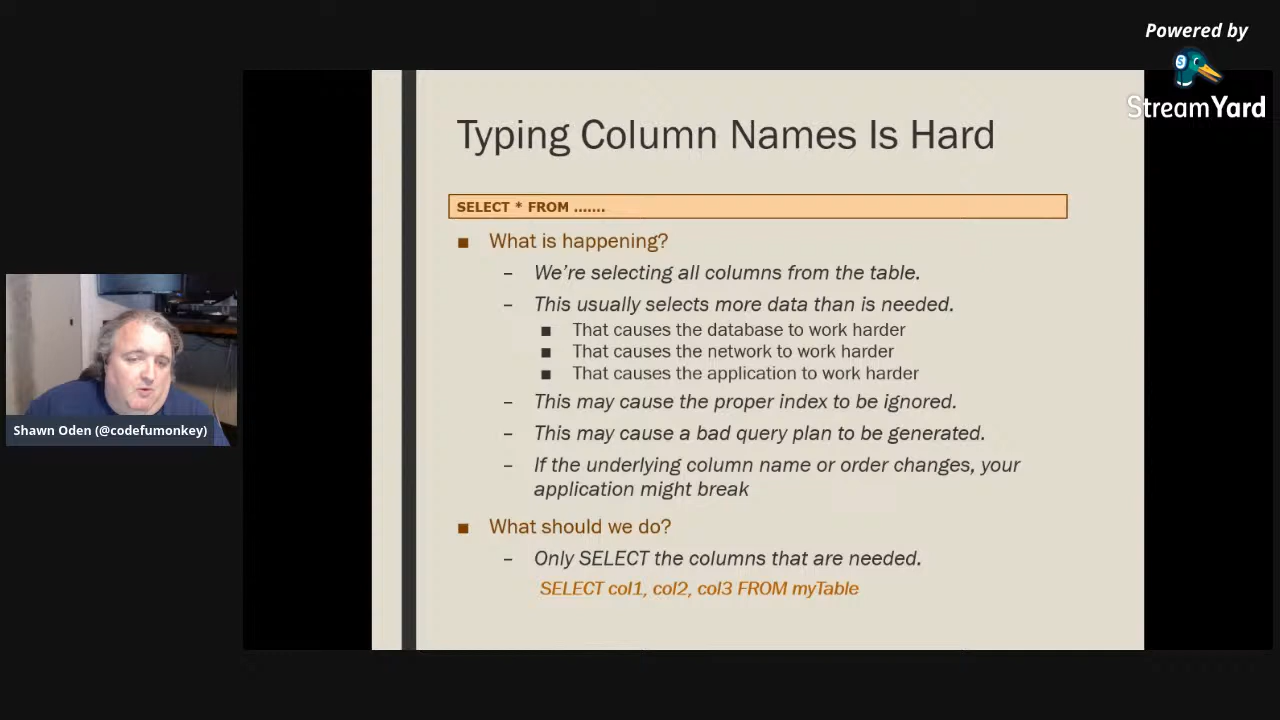 Powered by
StreamYard
Typing Column Names Is Hard
SELECT * FROM .......
■ What is happening?
– We're selecting all columns from the table.
– This usually selects more data than is needed.
■ That causes the database to work harder
■ That causes the network to work harder
■ That causes the application to work harder
– This may cause the proper index to be ignored.
– This may cause a bad query plan to be generated.
– If the underlying column name or order changes, your
application might break
■ What should we do?
– Only SELECT the columns that are needed.
SELECT col1, col2, col3 FROM myTable
Shawn Oden (@codefumonkey)